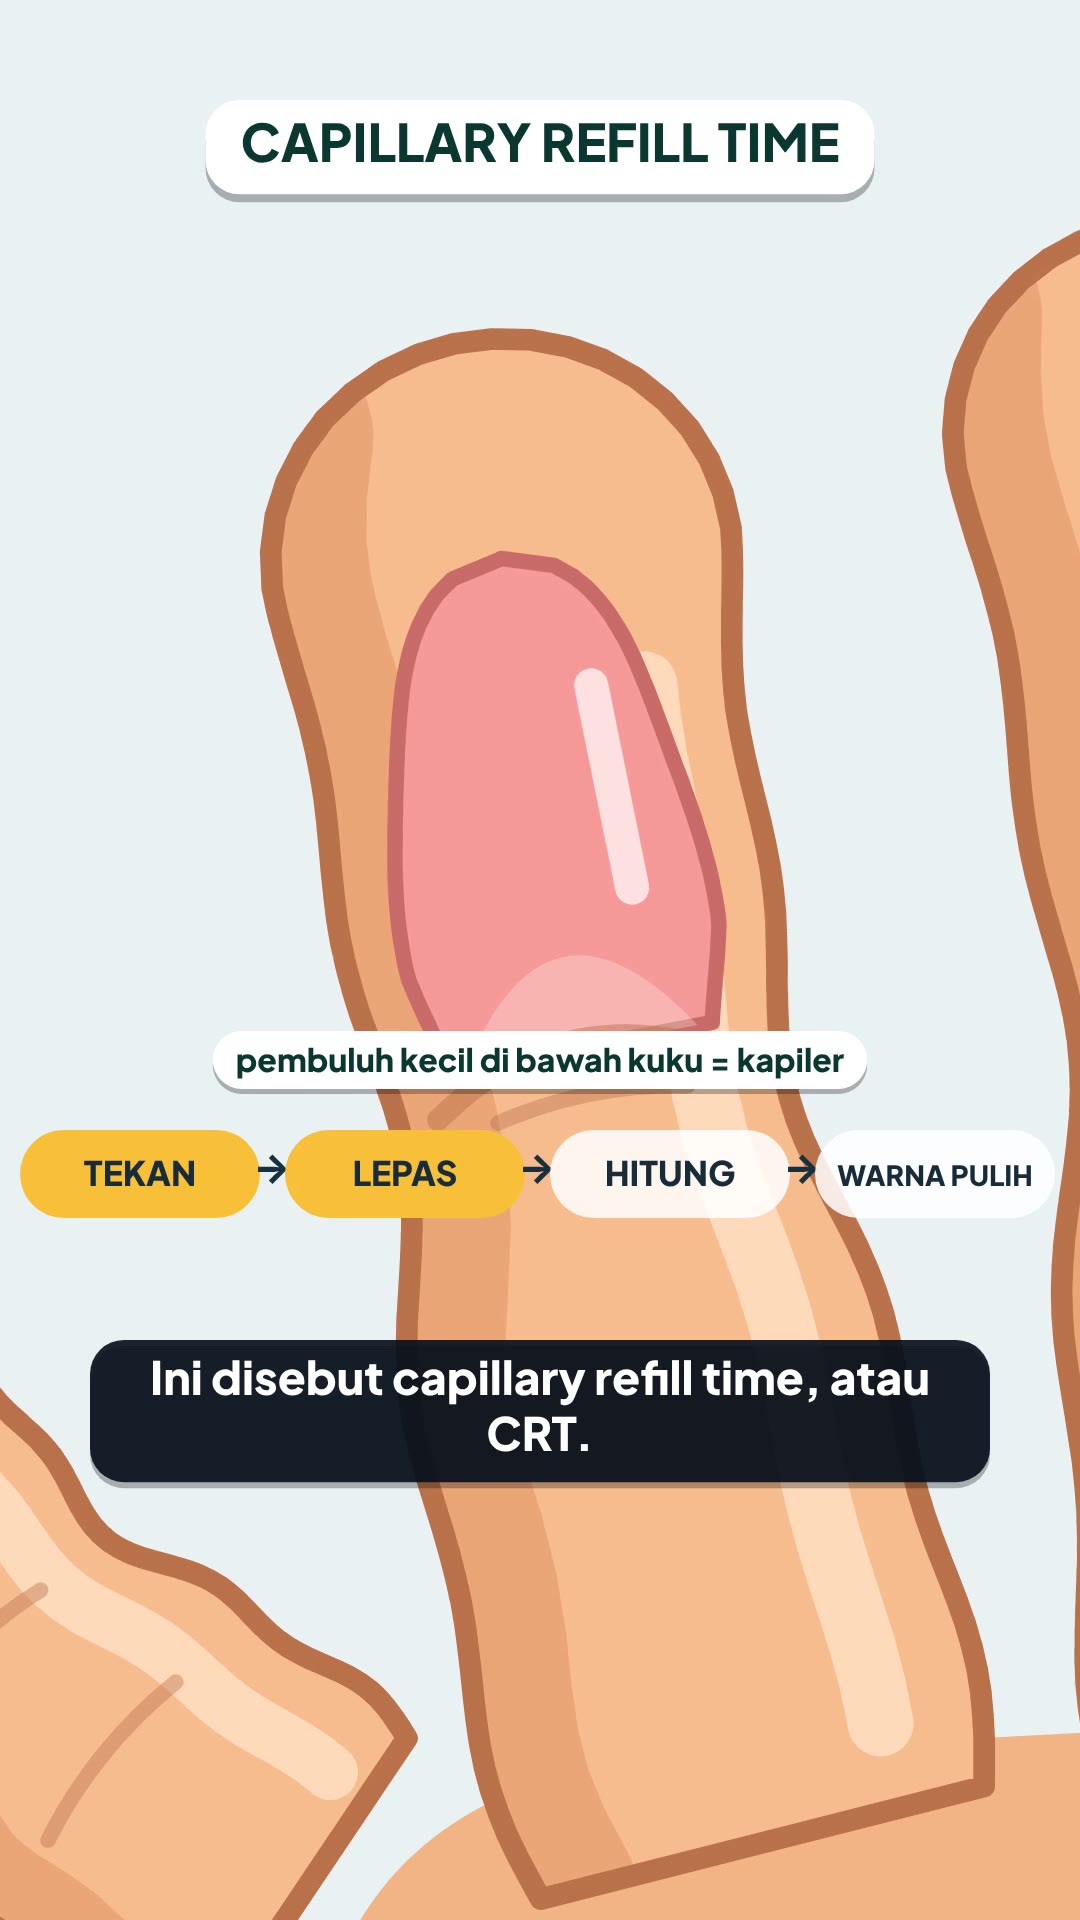 CAPILLARY REFILL TIME
pembuluh kecil di bawah kuku = kapiler
TEKAN → LEPAS → HITUNG → WARNA PULIH
Ini disebut capillary refill time, atau
CRT.